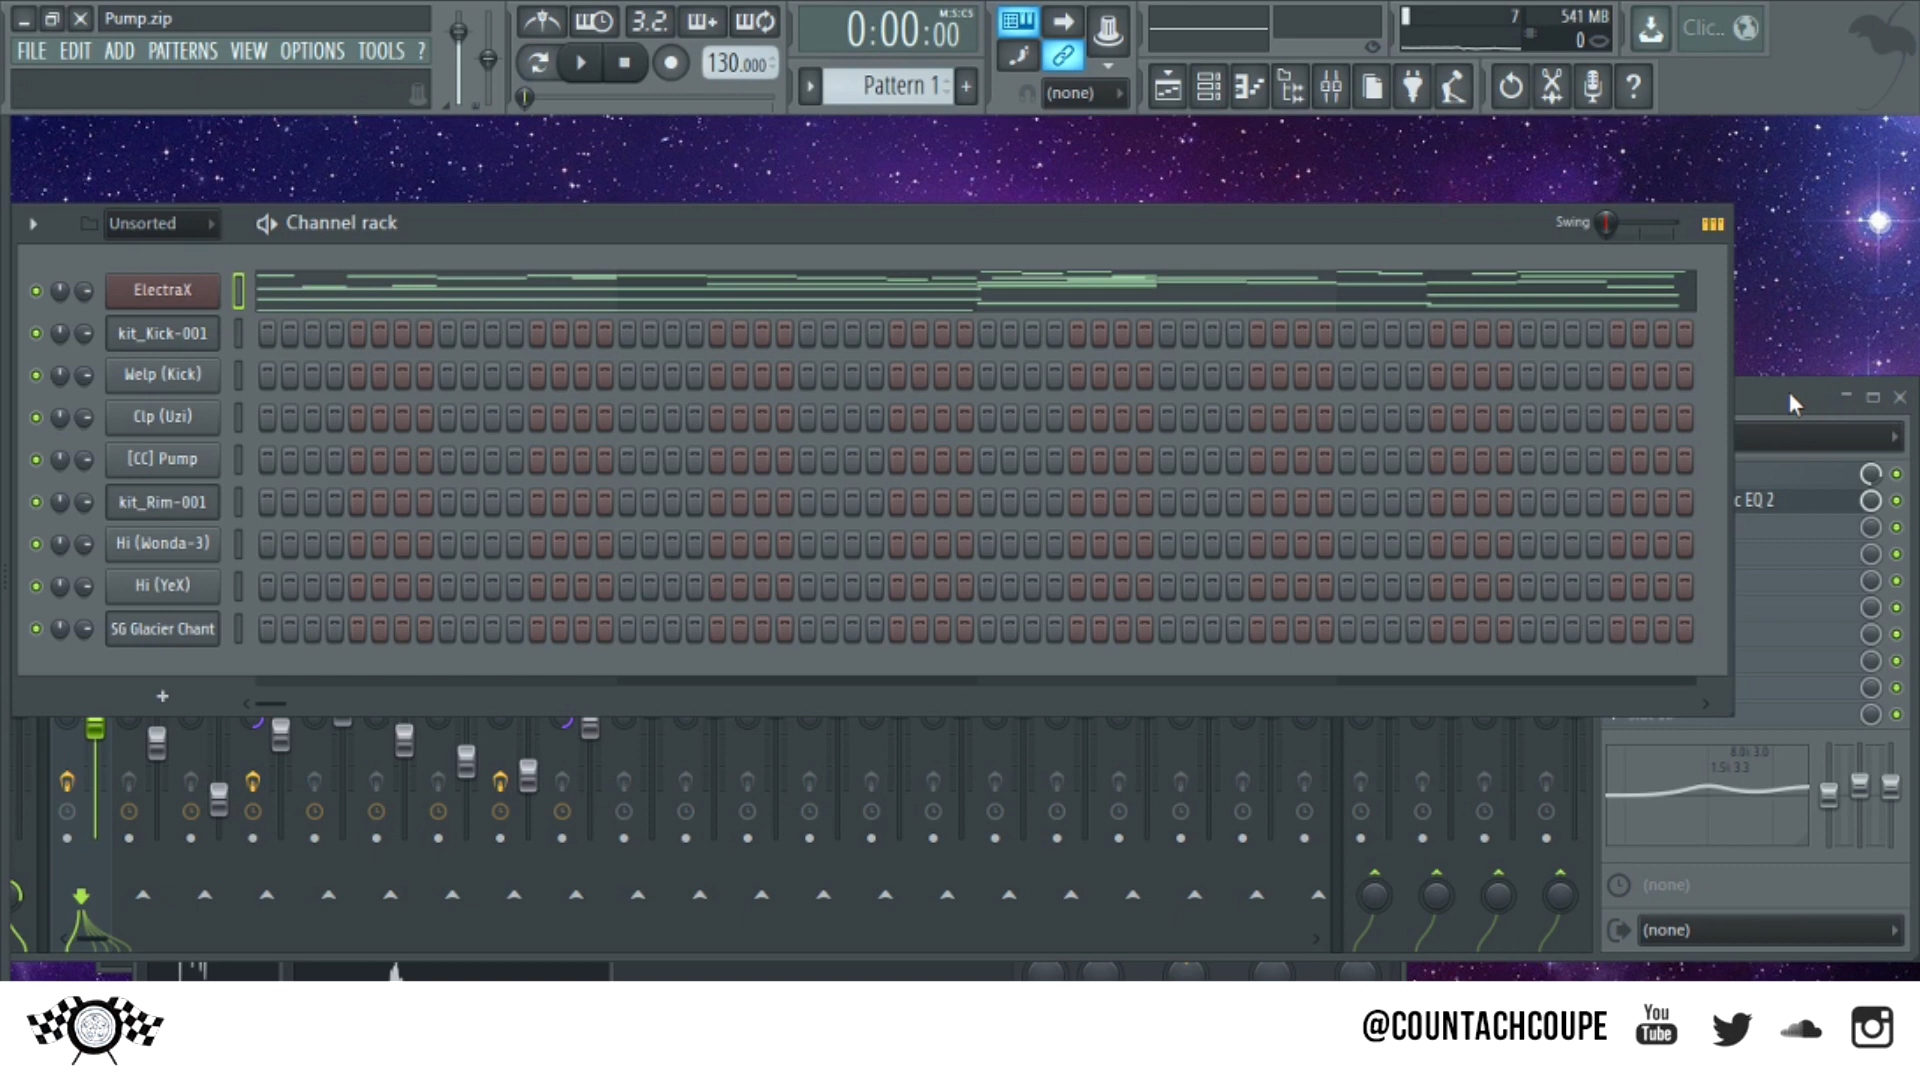 Pump.zip
FILE EDIT ADD PATTERNS VIEW OPTIONS TOOLS ?
3.2.
130.000
M:S:CS
0:00:00
Pattern 1
+
(none)
7
541 MB
0
Clic..
?
Unsorted
Channel rack
Swing
ElectraX
kit_Kick-001
Welp (Kick)
Clp (Uzi)
[CC] Pump
kit_Rim-001
Hi (Wonda-3)
Hi (YeX)
SG Glacier Chant
+
c EQ 2
(none)
(none)
@COUNTACHCOUPE
You
Tube